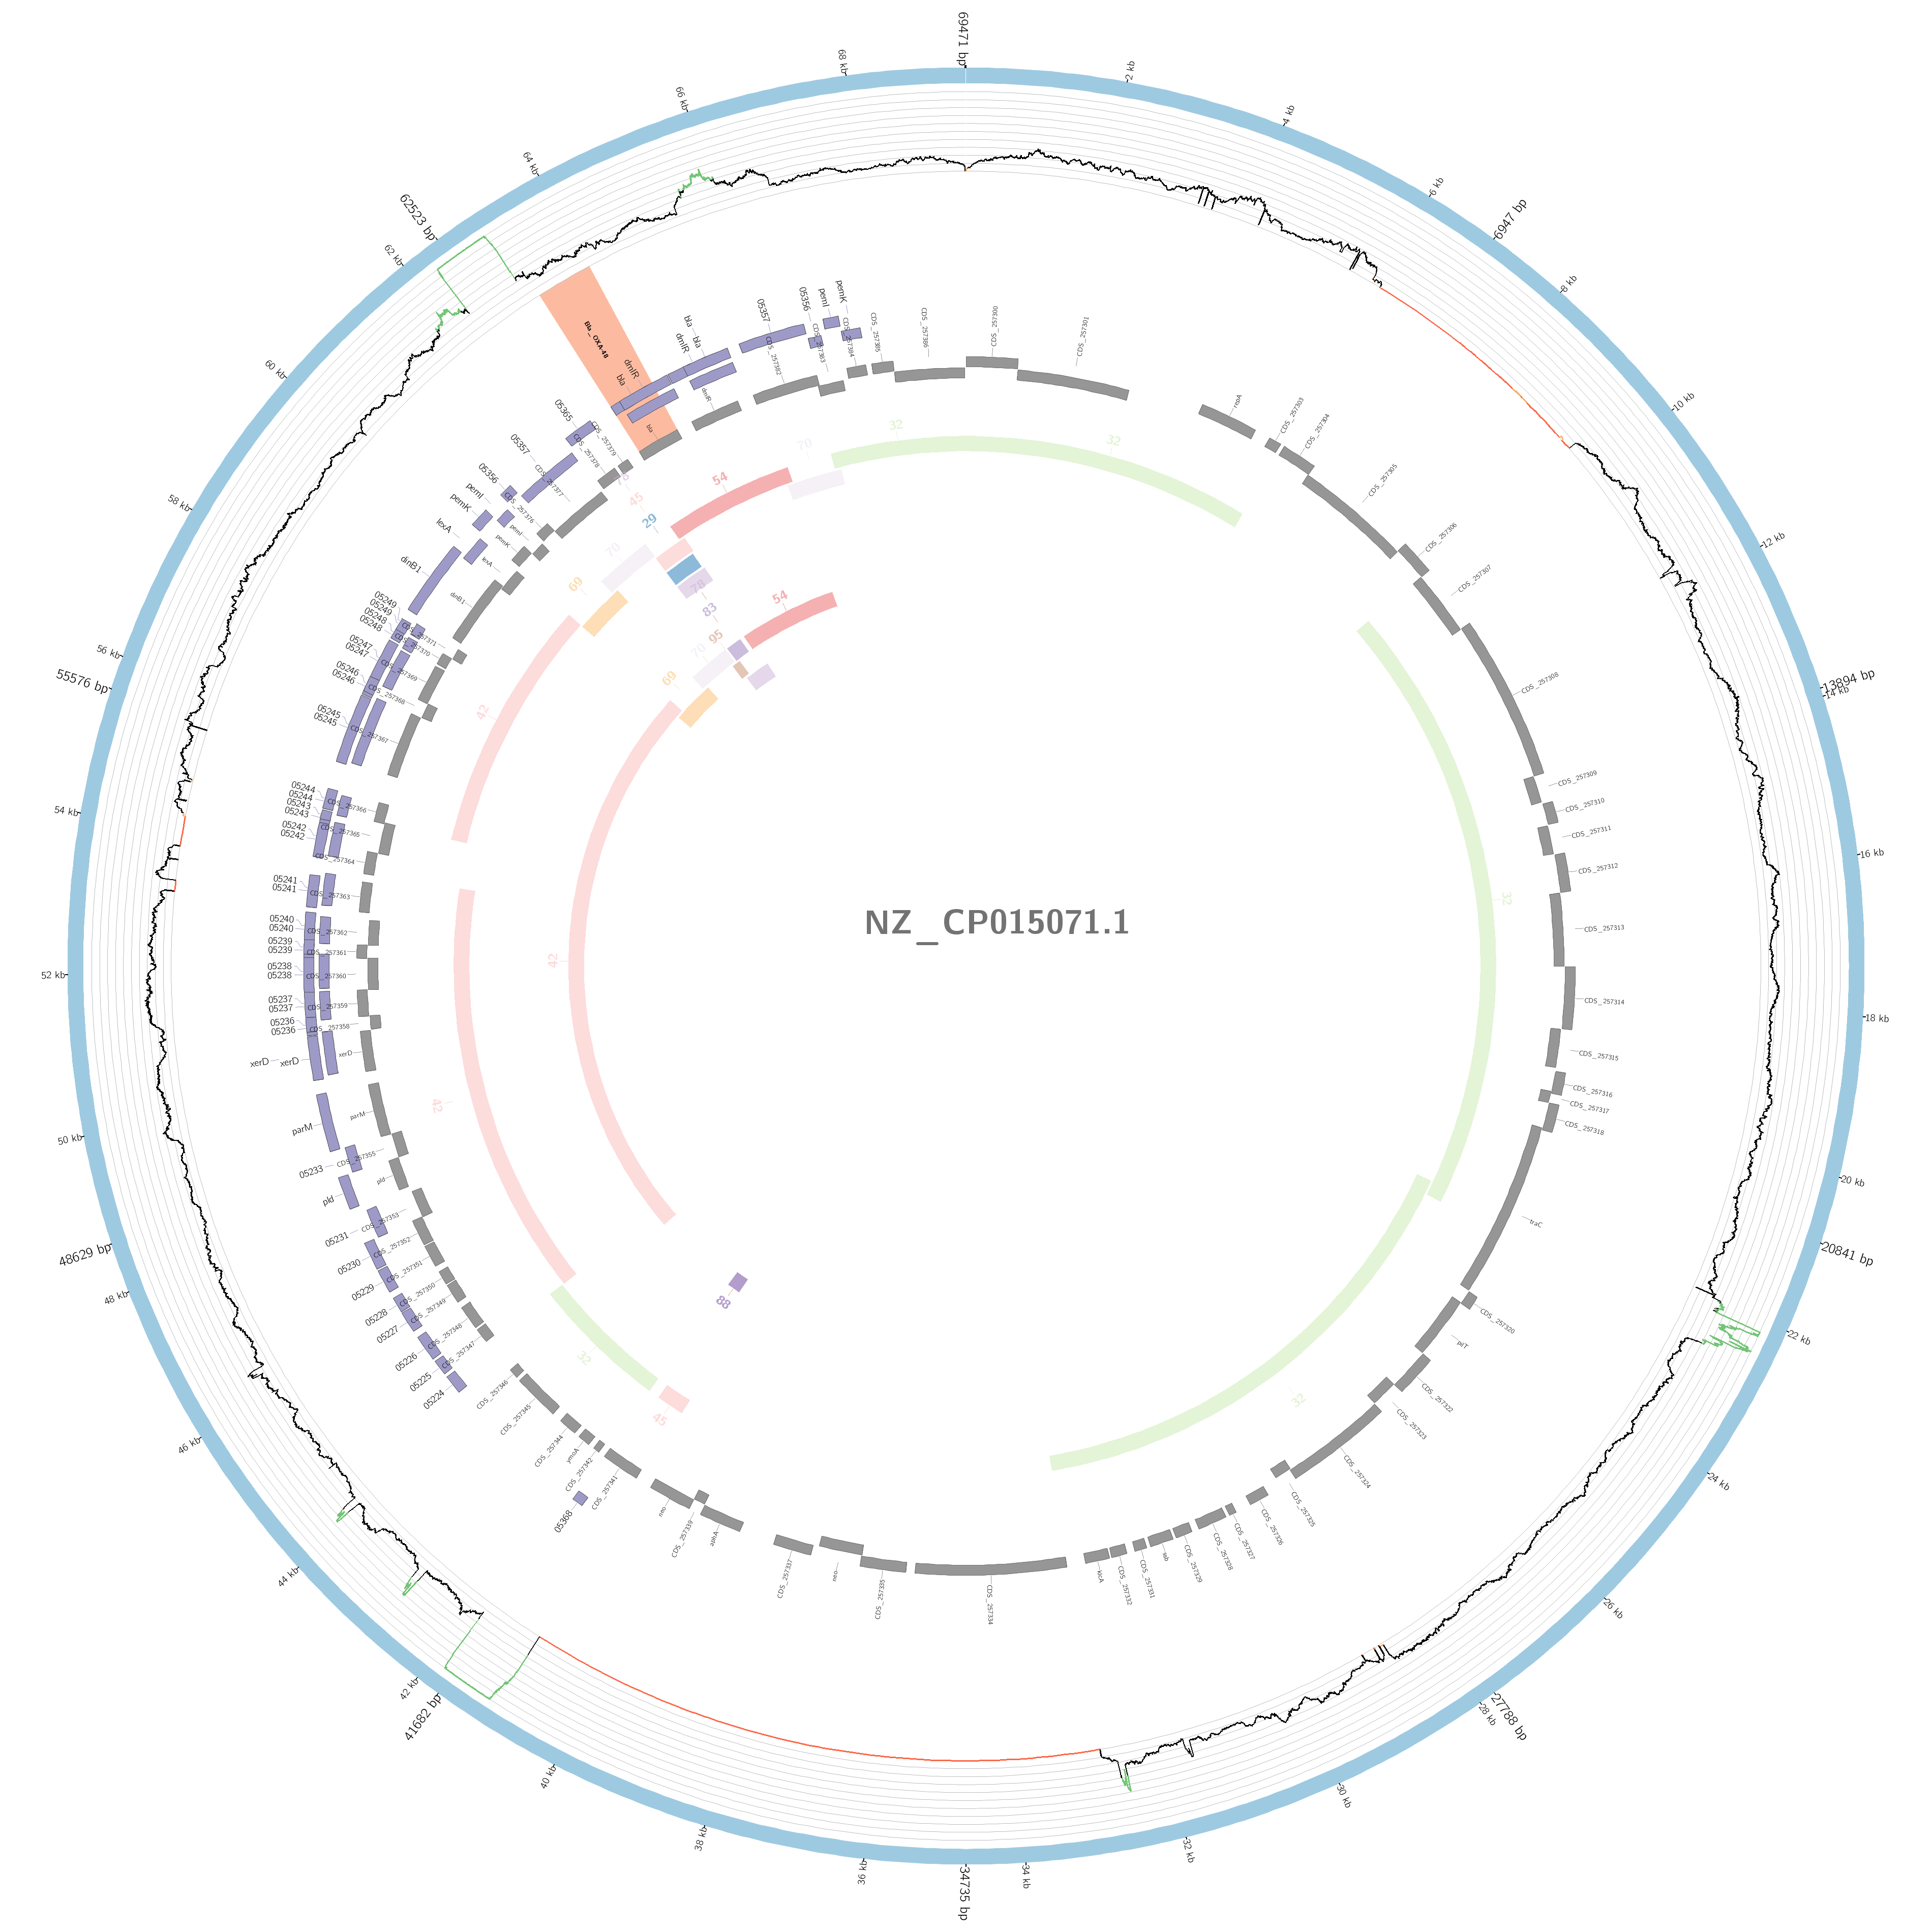 NZ_CP015071.1
69471 bp
2 kb
4 kb
6 kb
6947 bp
8 kb
10 kb
12 kb
13894 bp
14 kb
16 kb
18 kb
20 kb
20841 bp
22 kb
24 kb
26 kb
27788 bp
28 kb
30 kb
32 kb
34 kb
34735 bp
36 kb
38 kb
40 kb
41682 bp
42 kb
44 kb
46 kb
48 kb
48629 bp
50 kb
52 kb
54 kb
55576 bp
56 kb
58 kb
60 kb
62 kb
62523 bp
64 kb
66 kb
68 kb
Bla_OXA48
CDS_257300
CDS_257301
CDS_257303
CDS_257304
CDS_257305
CDS_257306
CDS_257307
CDS_257308
CDS_257309
CDS_257310
CDS_257311
CDS_257312
CDS_257313
CDS_257314
CDS_257315
CDS_257316
CDS_257317
CDS_257318
traC
CDS_257320
pifT
CDS_257322
CDS_257323
CDS_257324
CDS_257325
CDS_257326
CDS_257327
CDS_257328
CDS_257329
ssb
CDS_257331
CDS_257332
klcA
CDS_257334
CDS_257335
neo
CDS_257337
CDS_257339
neo
CDS_257341
CDS_257342
ymoA
CDS_257344
CDS_257345
CDS_257346
CDS_257347
CDS_257348
CDS_257349
CDS_257350
CDS_257351
CDS_257352
CDS_257353
pld
CDS_257355
parM
xerD
CDS_257358
CDS_257359
CDS_257360
CDS_257361
CDS_257362
CDS_257363
CDS_257364
CDS_257365
CDS_257366
CDS_257367
CDS_257368
CDS_257369
CDS_257370
CDS_257371
dinB1
lexA
pemK
pemI
CDS_257376
CDS_257377
CDS_257378
CDS_257379
bla
dmlR
CDS_257382
CDS_257383
CDS_257384
CDS_257385
CDS_257386
05368
05224
05225
05226
05227
05228
05229
05230
05231
pld
05233
parM
xerD
xerD
05236
05236
05237
05237
05238
05238
05239
05239
05240
05240
05241
05241
05242
05242
05243
05243
05244
05244
05245
05245
05246
05246
05247
05247
05248
05248
05249
05249
dinB1
lexA
pemK
pemI
05356
05357
05365
bla
dmlR
dmlR
bla
bla
05357
05356
pemI
pemK
32
32
32
32
45
32
42
42
69
70
29
45
78
54
70
88
42
69
70
95
83
78
54